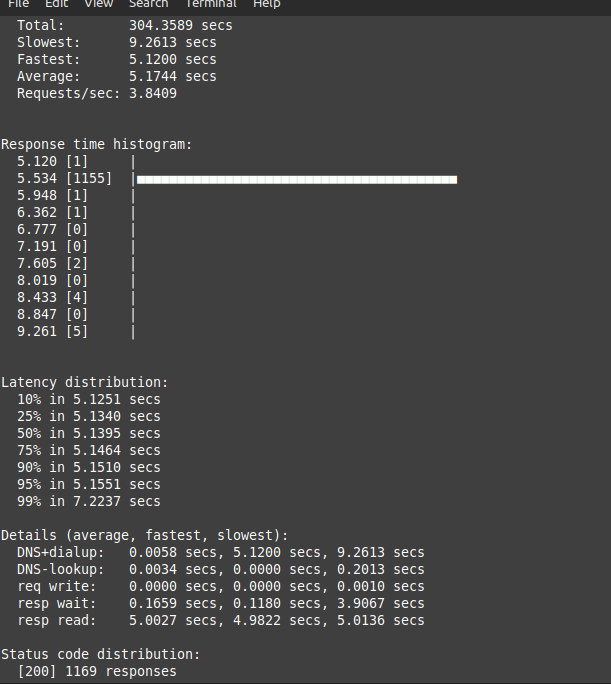 File Edit View Search Terminal Help
Total: 304.3589 secs
Slowest: 9.2613 secs
Fastest: 5.1200 secs
Average: 5.1744 secs
Requests/sec: 3.8409
Response time histogram:
5.120 [1] |
5.534 [1155] |■■■■■■■■■■■■■■■■■■■■■■■■■■■■■■■■■■■■■■■■
5.948 [1] |
6.362 [1] |
6.777 [0] |
7.191 [0] |
7.605 [2] |
8.019 [0] |
8.433 [4] |
8.847 [0] |
9.261 [5] |
Latency distribution:
10% in 5.1251 secs
25% in 5.1340 secs
50% in 5.1395 secs
75% in 5.1464 secs
90% in 5.1510 secs
95% in 5.1551 secs
99% in 7.2237 secs
Details (average, fastest, slowest):
DNS+dialup: 0.0058 secs, 5.1200 secs, 9.2613 secs
DNS-lookup: 0.0034 secs, 0.0000 secs, 0.2013 secs
req write: 0.0000 secs, 0.0000 secs, 0.0010 secs
resp wait: 0.1659 secs, 0.1180 secs, 3.9067 secs
resp read: 5.0027 secs, 4.9822 secs, 5.0136 secs
Status code distribution:
[200] 1169 responses